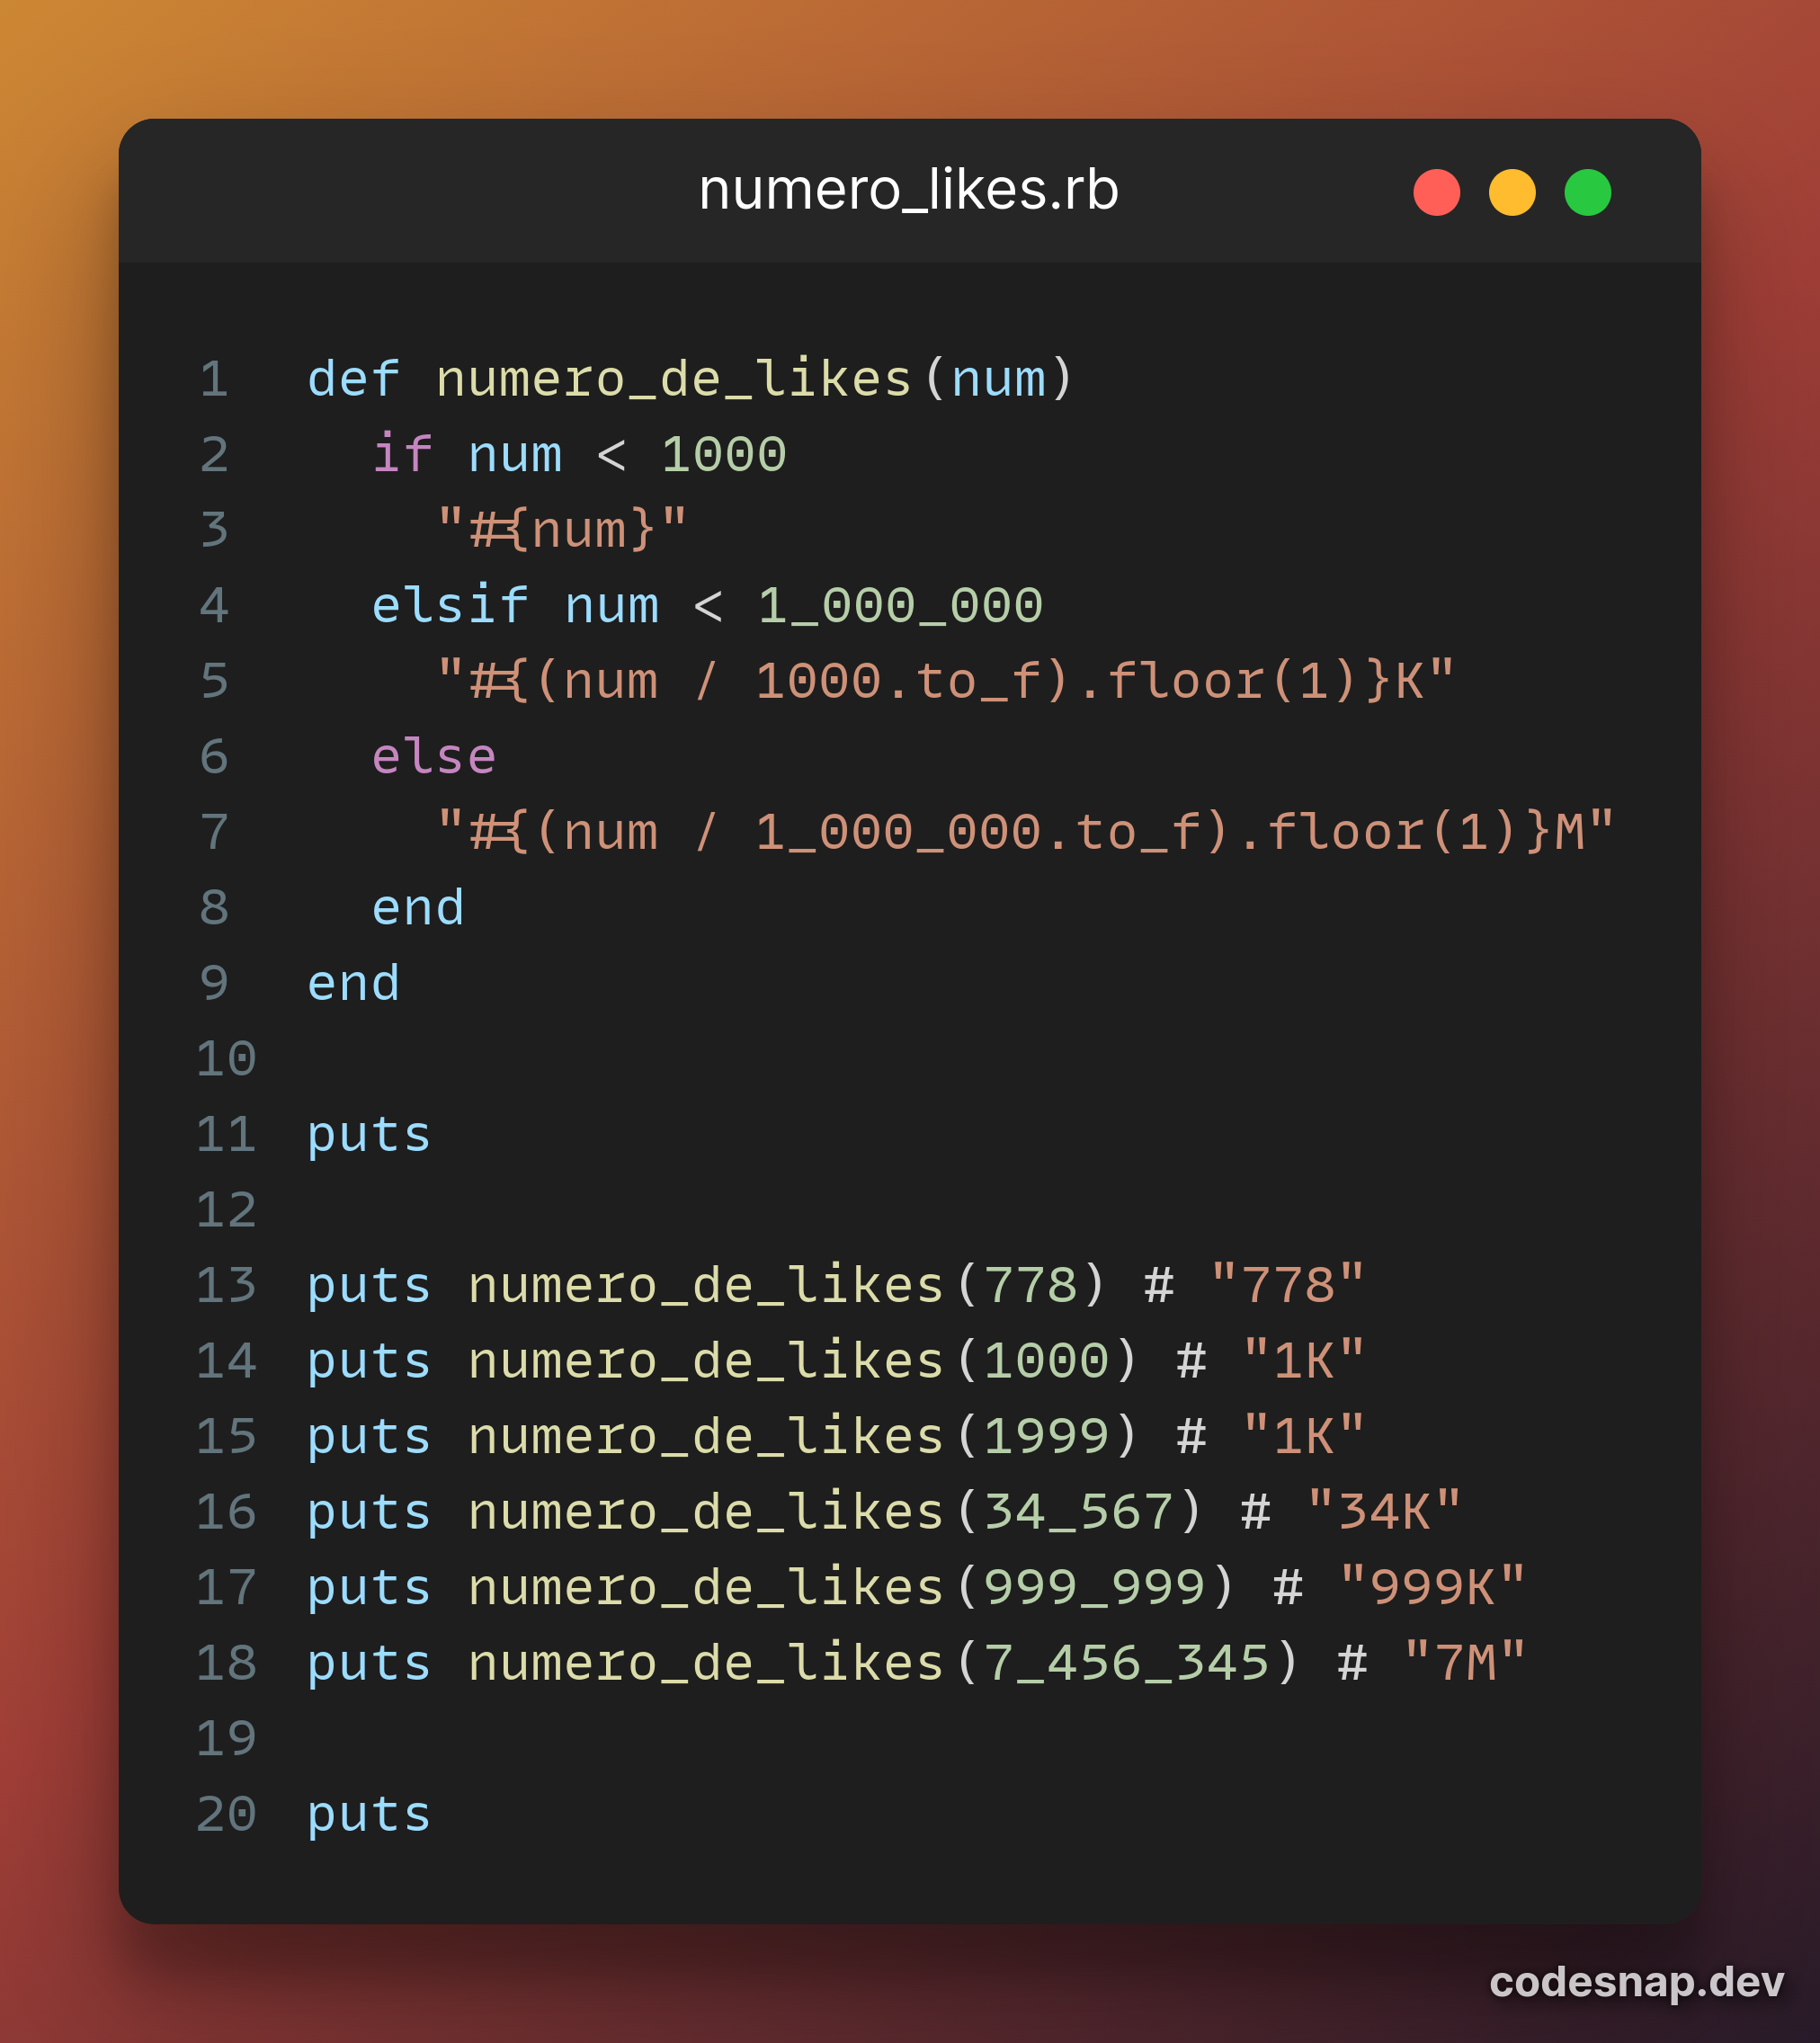 numero_likes.rb
1 def numero_de_likes(num)
2   if num < 1000
3     "#{num}"
4   elsif num < 1_000_000
5     "#{(num / 1000.to_f).floor(1)}K"
6   else
7     "#{(num / 1_000_000.to_f).floor(1)}M"
8   end
9 end
10
11 puts
12
13 puts numero_de_likes(778) # "778"
14 puts numero_de_likes(1000) # "1K"
15 puts numero_de_likes(1999) # "1K"
16 puts numero_de_likes(34_567) # "34K"
17 puts numero_de_likes(999_999) # "999K"
18 puts numero_de_likes(7_456_345) # "7M"
19
20 puts
codesnap.dev